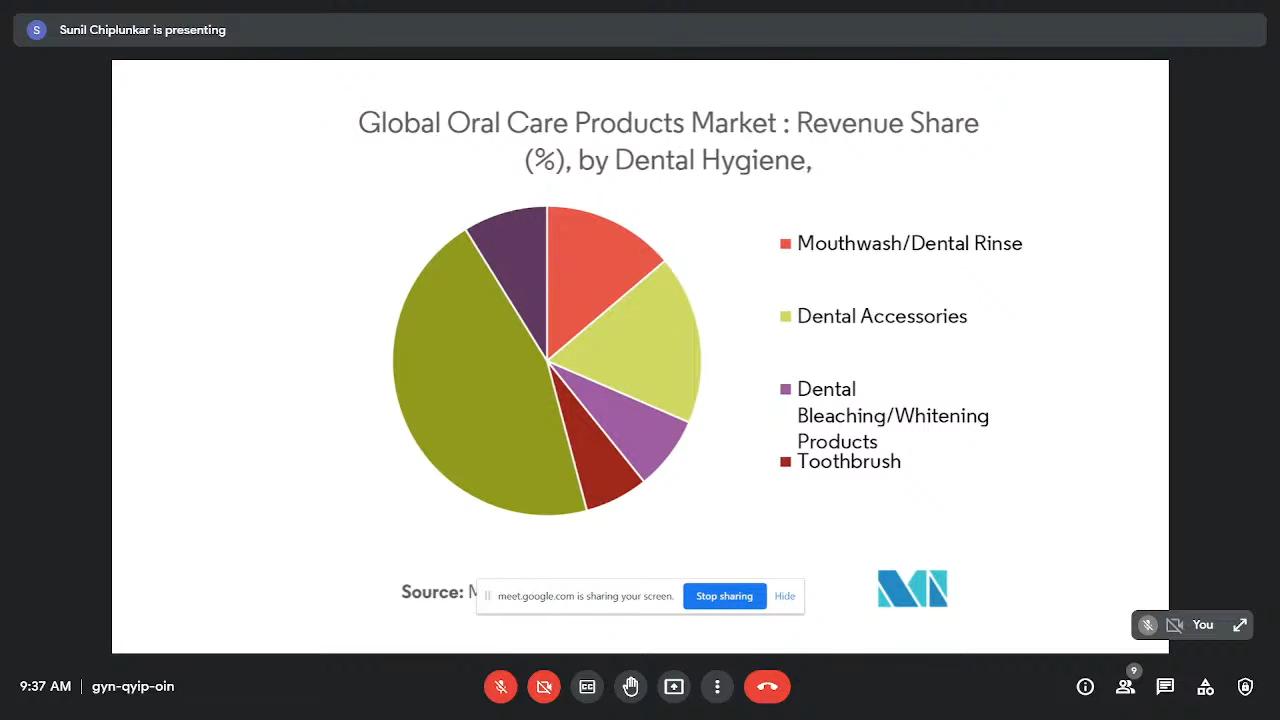 S Sunil Chiplunkar is presenting
Global Oral Care Products Market : Revenue Share
(%), by Dental Hygiene,
Mouthwash/Dental Rinse
Dental Accessories
Dental
Bleaching/Whitening
Products
Toothbrush
Source:
meet.google.com is sharing your screen. Stop sharing Hide
You
9:37 AM | gyn-qyip-oin
9